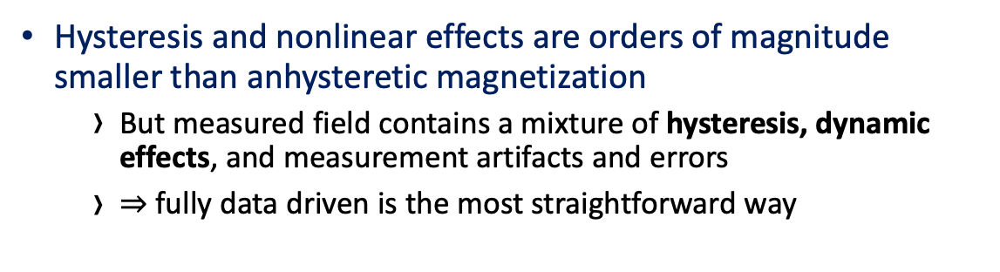 • Hysteresis and nonlinear effects are orders of magnitude
smaller than anhysteretic magnetization
⟩ But measured field contains a mixture of hysteresis, dynamic
effects, and measurement artifacts and errors
⟩ ⇒ fully data driven is the most straightforward way